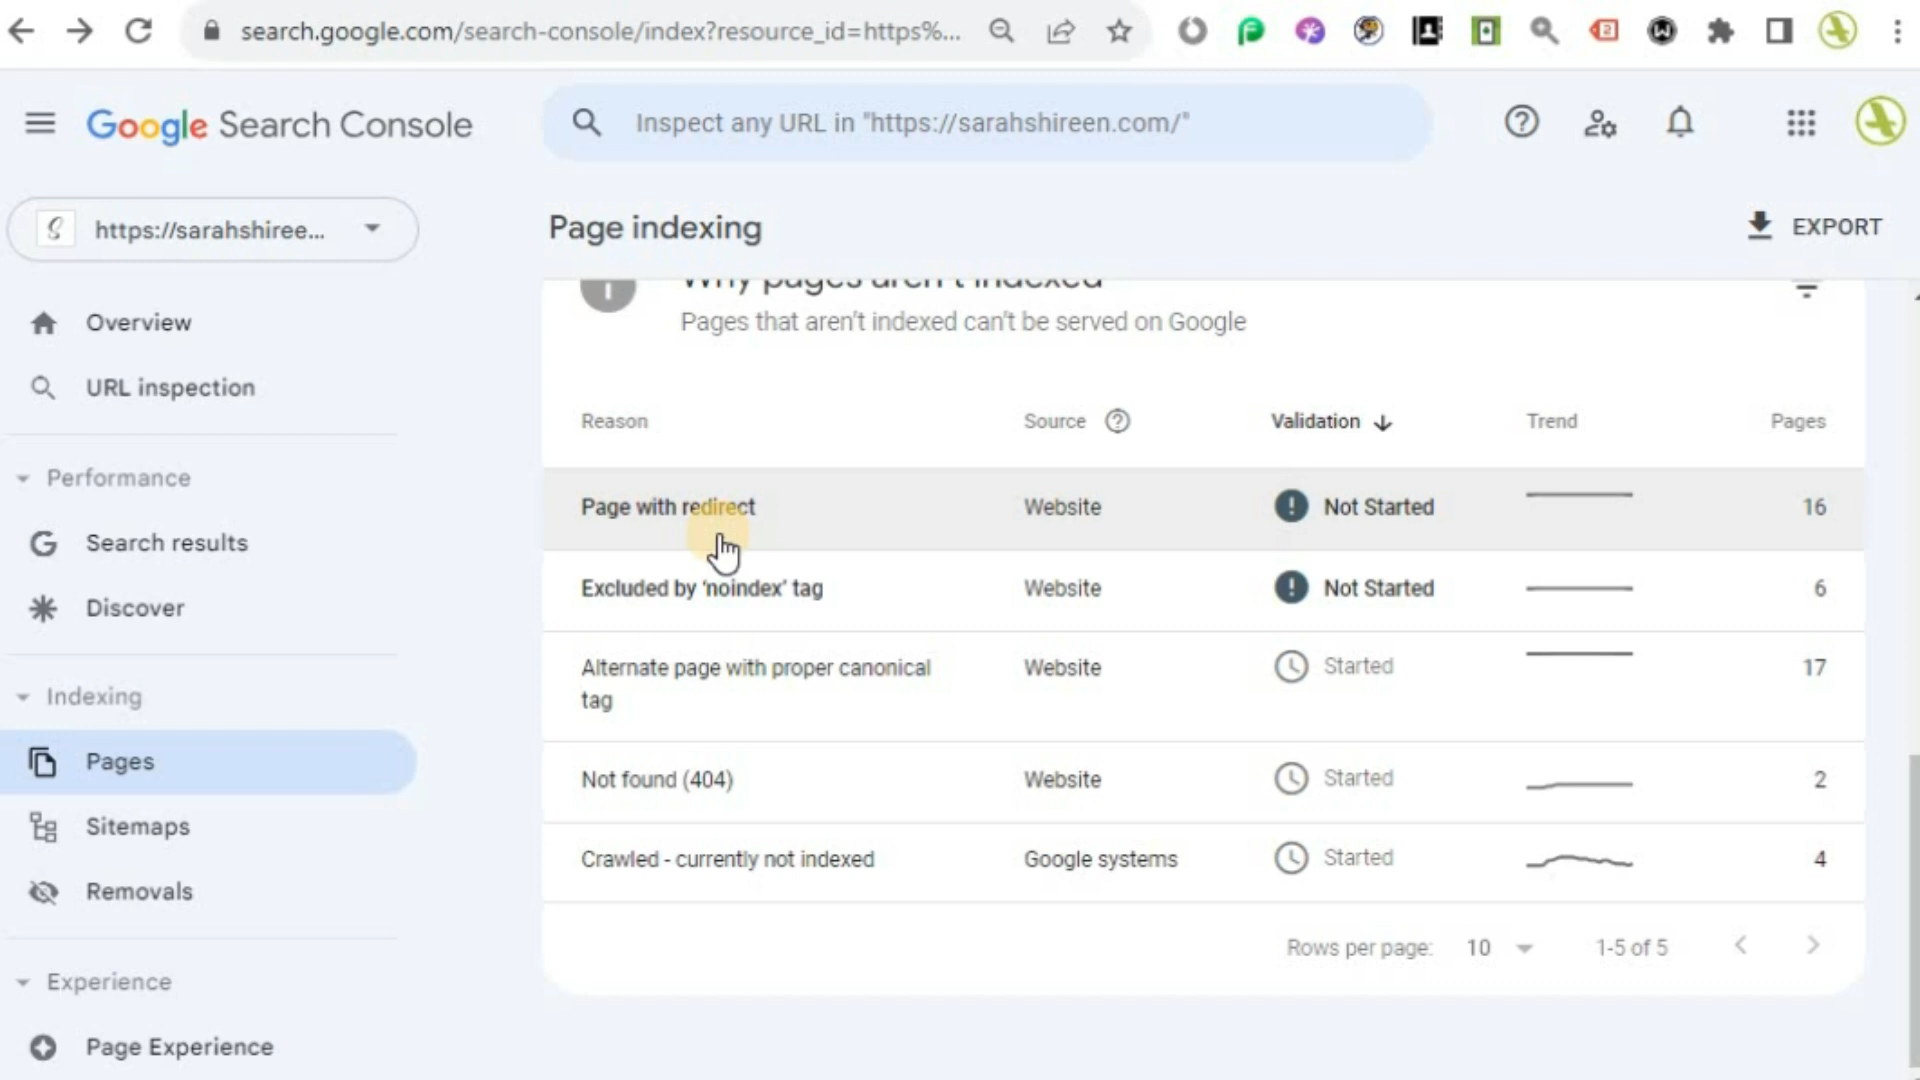 search.google.com/search-console/index?resource_id=https%...
2
Google Search Console
Inspect any URL in "https://sarahshireen.com/"
https://sarahshiree...
Page indexing
EXPORT
Why pages aren't indexed
Pages that aren't indexed can't be served on Google
Overview
URL inspection
Performance
Search results
Discover
Indexing
Pages
Sitemaps
Removals
Experience
Page Experience
Reason Source Validation Trend Pages
Page with redirect Website Not Started 16
Excluded by 'noindex' tag Website Not Started 6
Alternate page with proper canonical Website Started 17
tag
Not found (404) Website Started 2
Crawled - currently not indexed Google systems Started 4
Rows per page: 10 1-5 of 5